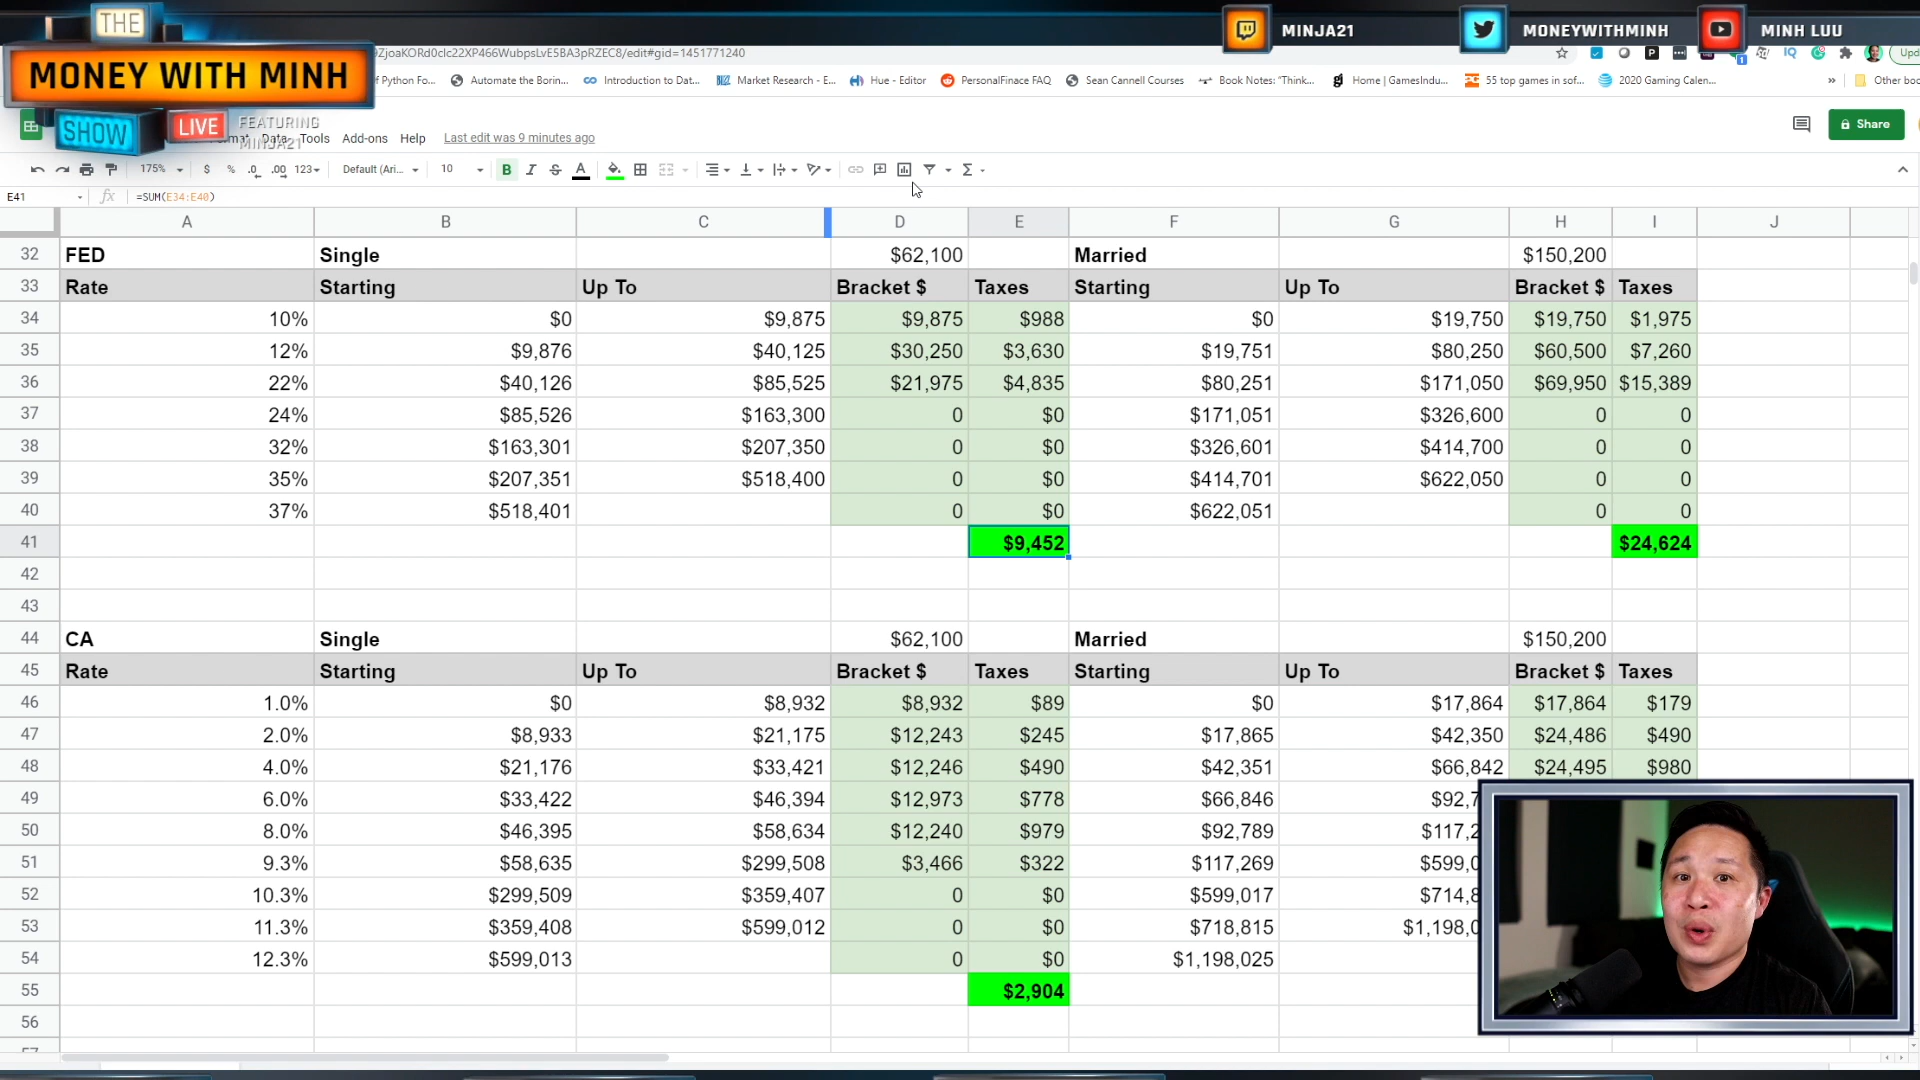 THE
MONEY WITH MINH
SHOW
LIVE
FEATURING
MINJA21
MINJA21
MONEYWITHMINH
MINH LUU
ZjoaKORd0clc22XP466WubpsLvE5BA3pRZEC8/edit#gid=1451771240
Python Fo... Automate the Borin... Introduction to Dat... Market Research - E... Hue - Editor PersonalFinace FAQ Sean Cannell Courses Book Notes: "Think... Home | GamesIndu... 55 top games in sof... 2020 Gaming Calen... » Other boo
Data Tools Add-ons Help Last edit was 9 minutes ago Share
175% $ % .0 .00 123 Default (Ari... 10 B I S A Σ
E41 fx =SUM(E34:E40)
A B C D E F G H I J
32 FED Single $62,100 Married $150,200
33 Rate Starting Up To Bracket $ Taxes Starting Up To Bracket $ Taxes
34 10% $0 $9,875 $9,875 $988 $0 $19,750 $19,750 $1,975
35 12% $9,876 $40,125 $30,250 $3,630 $19,751 $80,250 $60,500 $7,260
36 22% $40,126 $85,525 $21,975 $4,835 $80,251 $171,050 $69,950 $15,389
37 24% $85,526 $163,300 0 $0 $171,051 $326,600 0 0
38 32% $163,301 $207,350 0 $0 $326,601 $414,700 0 0
39 35% $207,351 $518,400 0 $0 $414,701 $622,050 0 0
40 37% $518,401 0 $0 $622,051 0 0
41 $9,452 $24,624
42
43
44 CA Single $62,100 Married $150,200
45 Rate Starting Up To Bracket $ Taxes Starting Up To Bracket $ Taxes
46 1.0% $0 $8,932 $8,932 $89 $0 $17,864 $17,864 $179
47 2.0% $8,933 $21,175 $12,243 $245 $17,865 $42,350 $24,486 $490
48 4.0% $21,176 $33,421 $12,246 $490 $42,351 $66,842 $24,495 $980
49 6.0% $33,422 $46,394 $12,973 $778 $66,846 $92,7
50 8.0% $46,395 $58,634 $12,240 $979 $92,789 $117,2
51 9.3% $58,635 $299,508 $3,466 $322 $117,269 $599,0
52 10.3% $299,509 $359,407 0 $0 $599,017 $714,8
53 11.3% $359,408 $599,012 0 $0 $718,815 $1,198,0
54 12.3% $599,013 0 $0 $1,198,025
55 $2,904
56